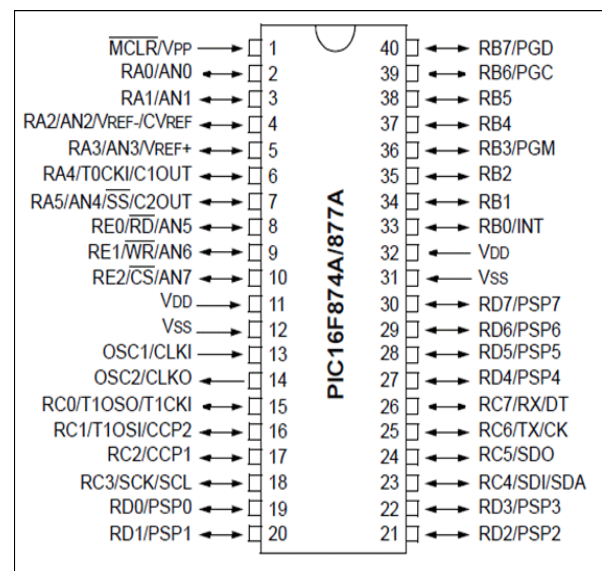 MCLR/VPP 1 40 RB7/PGD
RA0/AN0 2 39 RB6/PGC
RA1/AN1 3 38 RB5
RA2/AN2/VREF-/CVREF 4 37 RB4
RA3/AN3/VREF+ 5 36 RB3/PGM
RA4/T0CKI/C1OUT 6 35 RB2
RA5/AN4/SS/C2OUT 7 34 RB1
RE0/RD/AN5 8 33 RB0/INT
RE1/WR/AN6 9 32 VDD
RE2/CS/AN7 10 31 VSS
VDD 11 30 RD7/PSP7
VSS 12 29 RD6/PSP6
OSC1/CLKI 13 28 RD5/PSP5
OSC2/CLKO 14 27 RD4/PSP4
RC0/T1OSO/T1CKI 15 26 RC7/RX/DT
RC1/T1OSI/CCP2 16 25 RC6/TX/CK
RC2/CCP1 17 24 RC5/SDO
RC3/SCK/SCL 18 23 RC4/SDI/SDA
RD0/PSP0 19 22 RD3/PSP3
RD1/PSP1 20 21 RD2/PSP2
PIC16F874A/877A